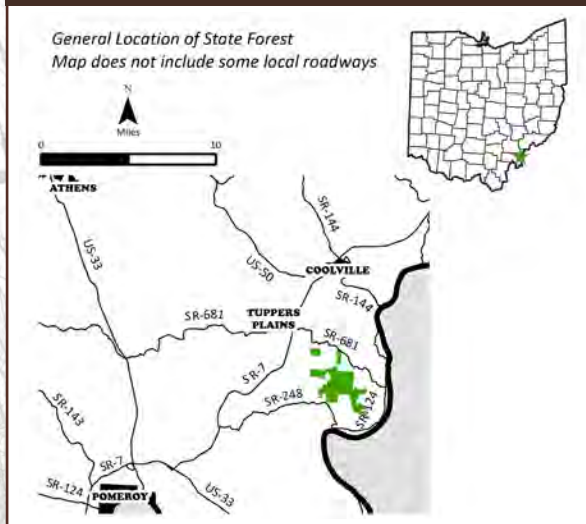 General Location of State Forest
Map does not include some local roadways
N
Miles
0
10
ATHENS
SR-144
US-33
US-50
COOLVILLE
SR-144
TUPPERS
PLAINS
SR-681
SR-681
SR-7
SR-248
SR-124
SR-143
SR-7
SR-124
POMEROY
US-33